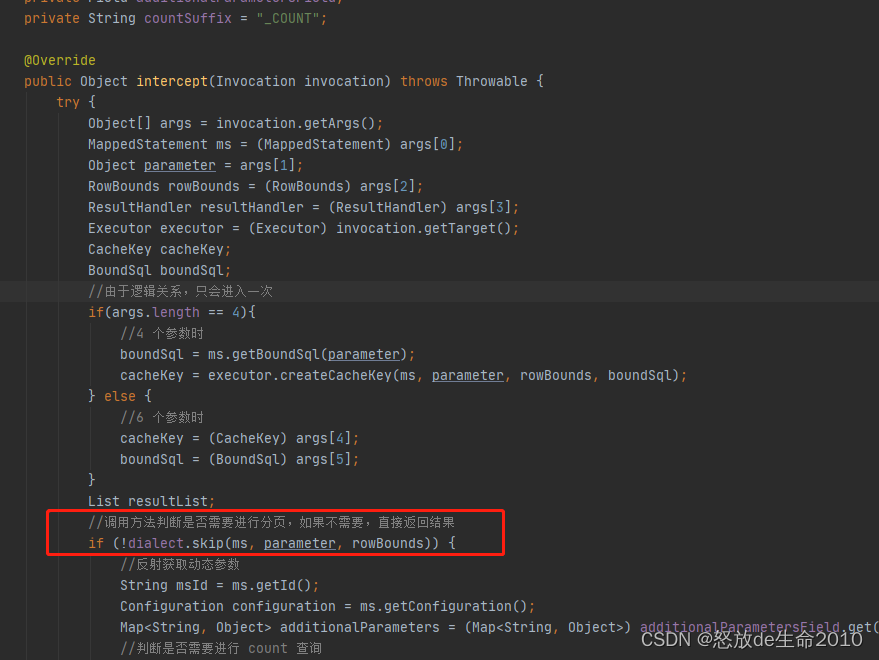 private Field additionalParametersField;
private String countSuffix = "_COUNT";
@Override
public Object intercept(Invocation invocation) throws Throwable {
try {
Object[] args = invocation.getArgs();
MappedStatement ms = (MappedStatement) args[0];
Object parameter = args[1];
RowBounds rowBounds = (RowBounds) args[2];
ResultHandler resultHandler = (ResultHandler) args[3];
Executor executor = (Executor) invocation.getTarget();
CacheKey cacheKey;
BoundSql boundSql;
//由于逻辑关系，只会进入一次
if(args.length == 4){
//4 个参数时
boundSql = ms.getBoundSql(parameter);
cacheKey = executor.createCacheKey(ms, parameter, rowBounds, boundSql);
} else {
//6 个参数时
cacheKey = (CacheKey) args[4];
boundSql = (BoundSql) args[5];
}
List resultList;
//调用方法判断是否需要进行分页，如果不需要，直接返回结果
if (!dialect.skip(ms, parameter, rowBounds)) {
//反射获取动态参数
String msId = ms.getId();
Configuration configuration = ms.getConfiguration();
Map<String, Object> additionalParameters = (Map<String, Object>) additionalParametersField.get(
//判断是否需要进行 count 查询
CSDN @怒放de生命2010